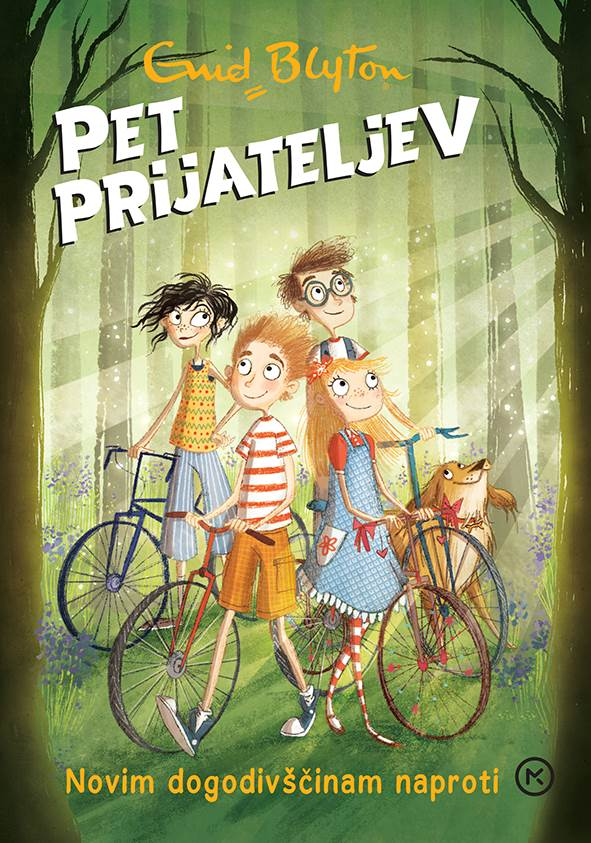 Enid Blyton
PET
PRIJATELJEV
Novim dogodivščinam naproti